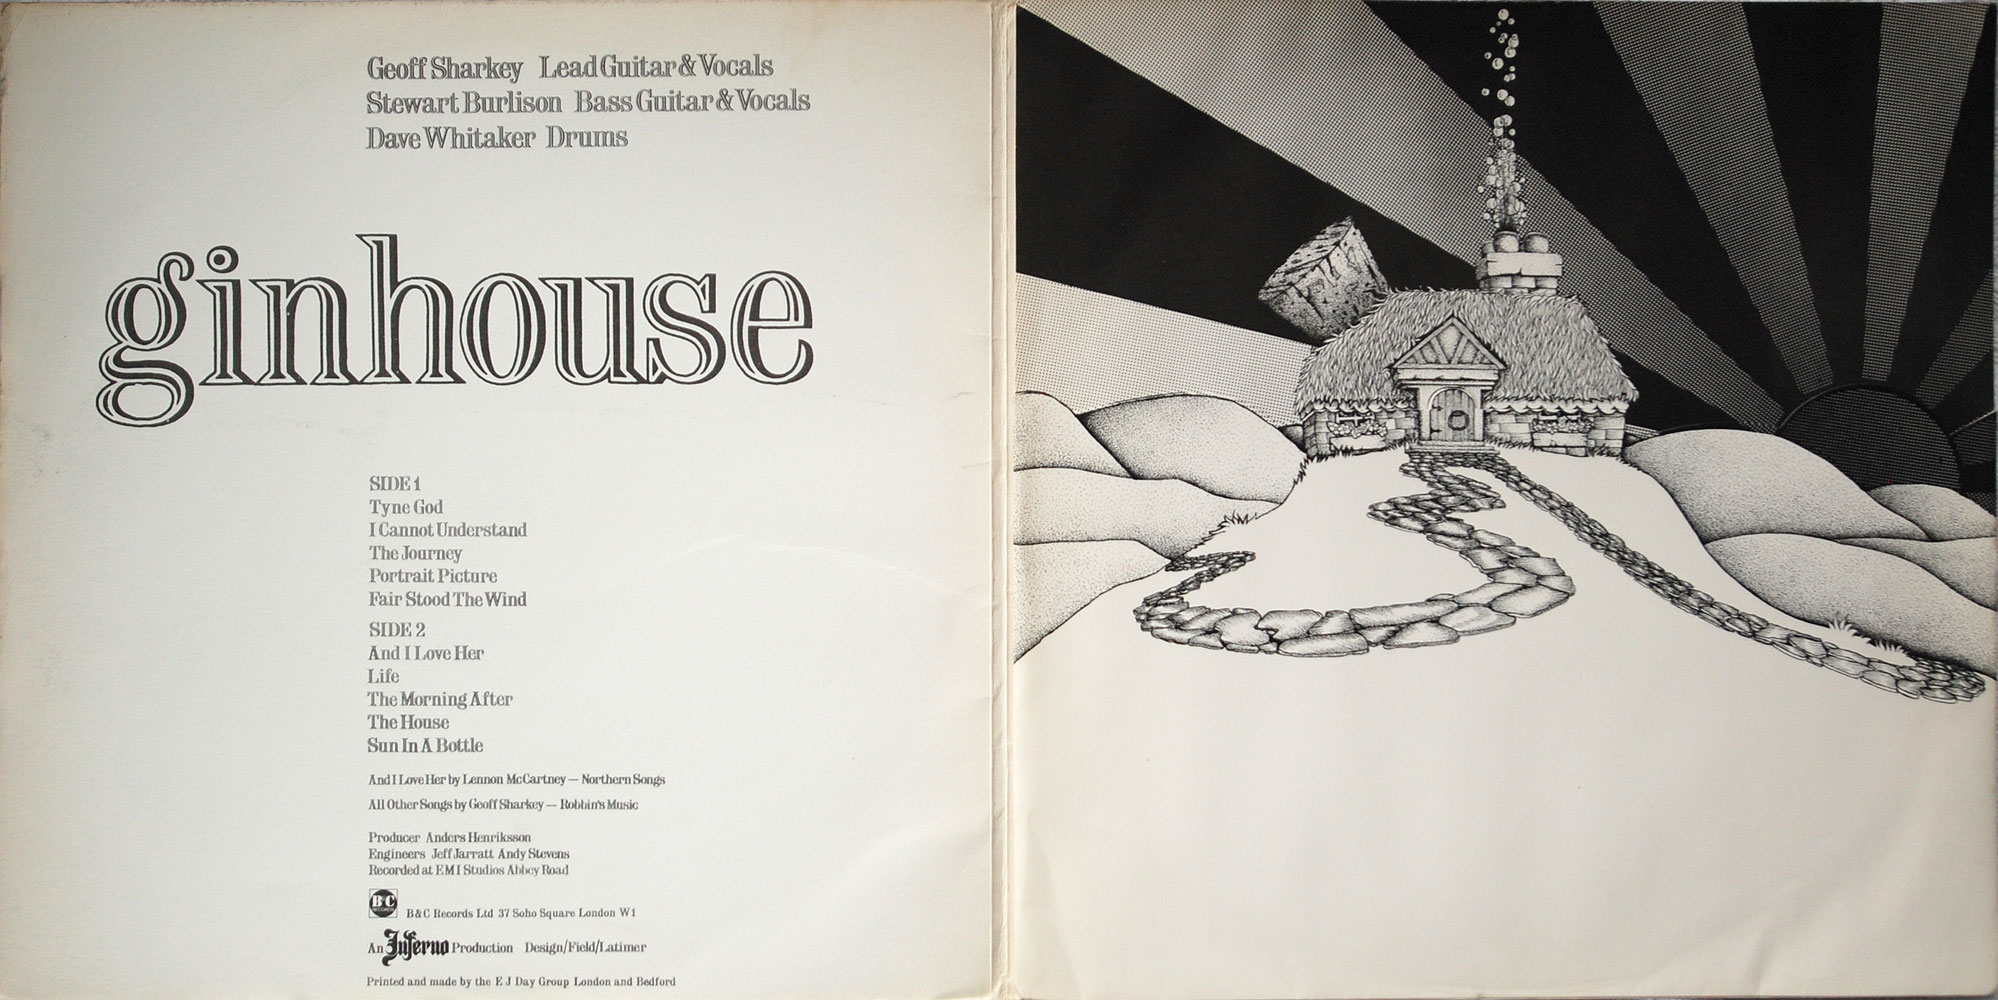 Geoff Sharkey Lead Guitar & Vocals
Stewart Burlison Bass Guitar & Vocals
Dave Whitaker Drums
ginhouse
SIDE 1
Tyne God
I Cannot Understand
The Journey
Portrait Picture
Fair Stood The Wind
SIDE 2
And I Love Her
Life
The Morning After
The House
Sun In A Bottle
And I Love Her by Lennon McCartney — Northern Songs
All Other Songs by Geoff Sharkey — Robbin's Music
Producer Anders Henriksson
Engineers Jeff Jarratt Andy Stevens
Recorded at EMI Studios Abbey Road
B&C B&C Records Ltd 37 Soho Square London W1
An Inferno Production Design/Field/Latimer
Printed and made by the E J Day Group London and Bedford